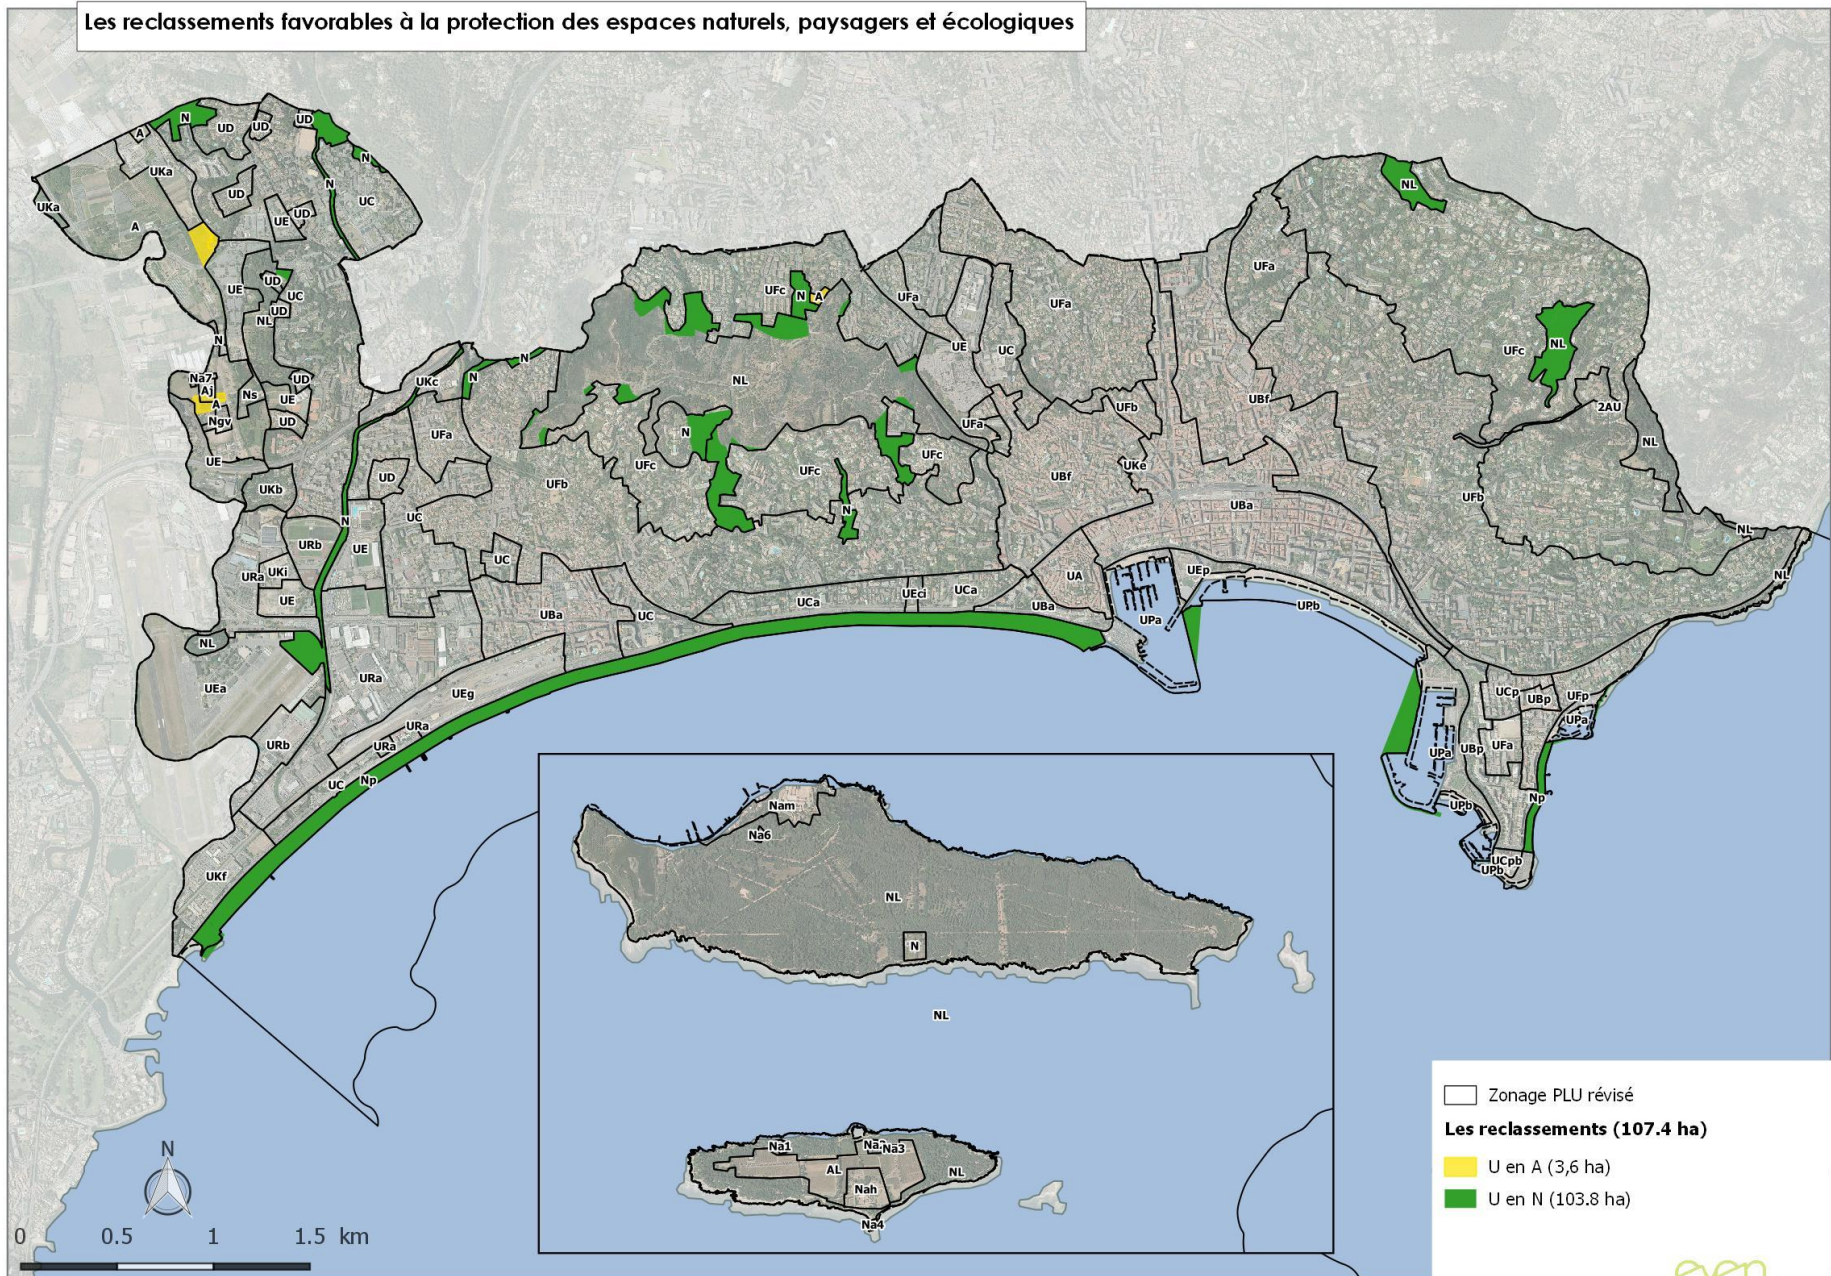 Les reclassements favorables à la protection des espaces naturels, paysagers et écologiques
N UD UD UD
A
UKa N
UKa UD N UC
A UE UD
UE UD UC
UD
NL
N
Na7 Aj A Ns UD
UE
Ngv UD
UE
UKb
UKc N N
UFa
UD
UC
N
URb UE
URa UKi
UE
UC
NL
UEa
URa
URb
UEg
URa
URa
UC Np
UKf
UFc N A
NL
UFb
UFc N UFc UFc
N
UBa UC UCa UEci UCa UBa
UFa UFa
UE UC
UFa
UFb
UBf UKe
UA
UPa
UEp
UPb
UBa
UFa
UBf
NL
UFc NL
2AU
NL
UFb
NL
NL
UCp UBp UFp
UPa
UPa UBp UFa
UPb Np
UCpb
UPb
Nam
Na6
NL
N
NL
Na1 Na3
AL NL
Nah
Na4
N
0 0.5 1 1.5 km
Zonage PLU révisé
Les reclassements (107.4 ha)
U en A (3,6 ha)
U en N (103.8 ha)
even